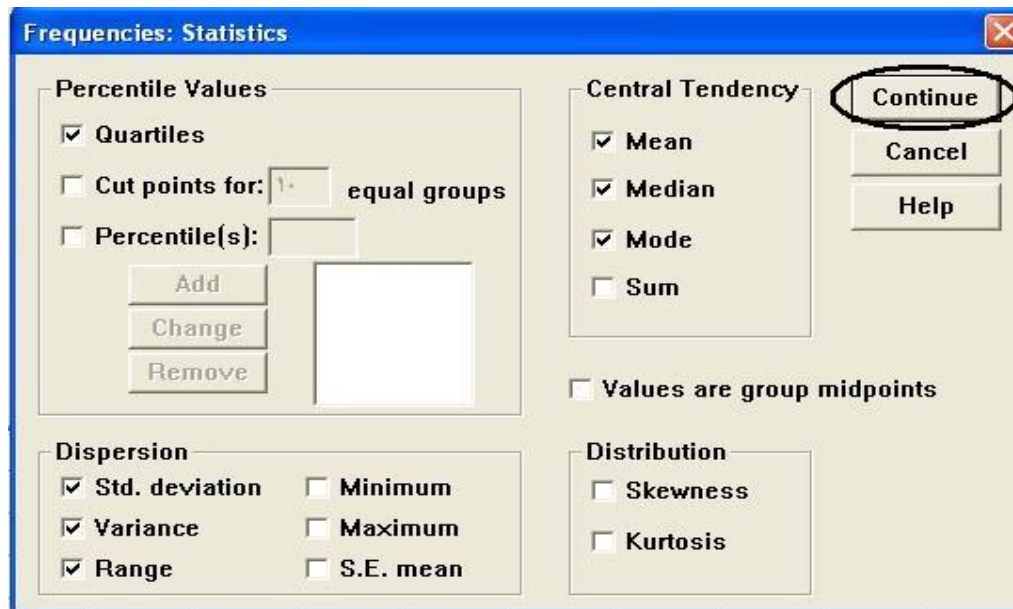 Frequencies: Statistics
Percentile Values
Quartiles
Cut points for: ١٠ equal groups
Percentile(s):
Add
Change
Remove
Central Tendency
Mean
Median
Mode
Sum
Continue
Cancel
Help
Values are group midpoints
Dispersion
Std. deviation
Minimum
Variance
Maximum
Range
S.E. mean
Distribution
Skewness
Kurtosis